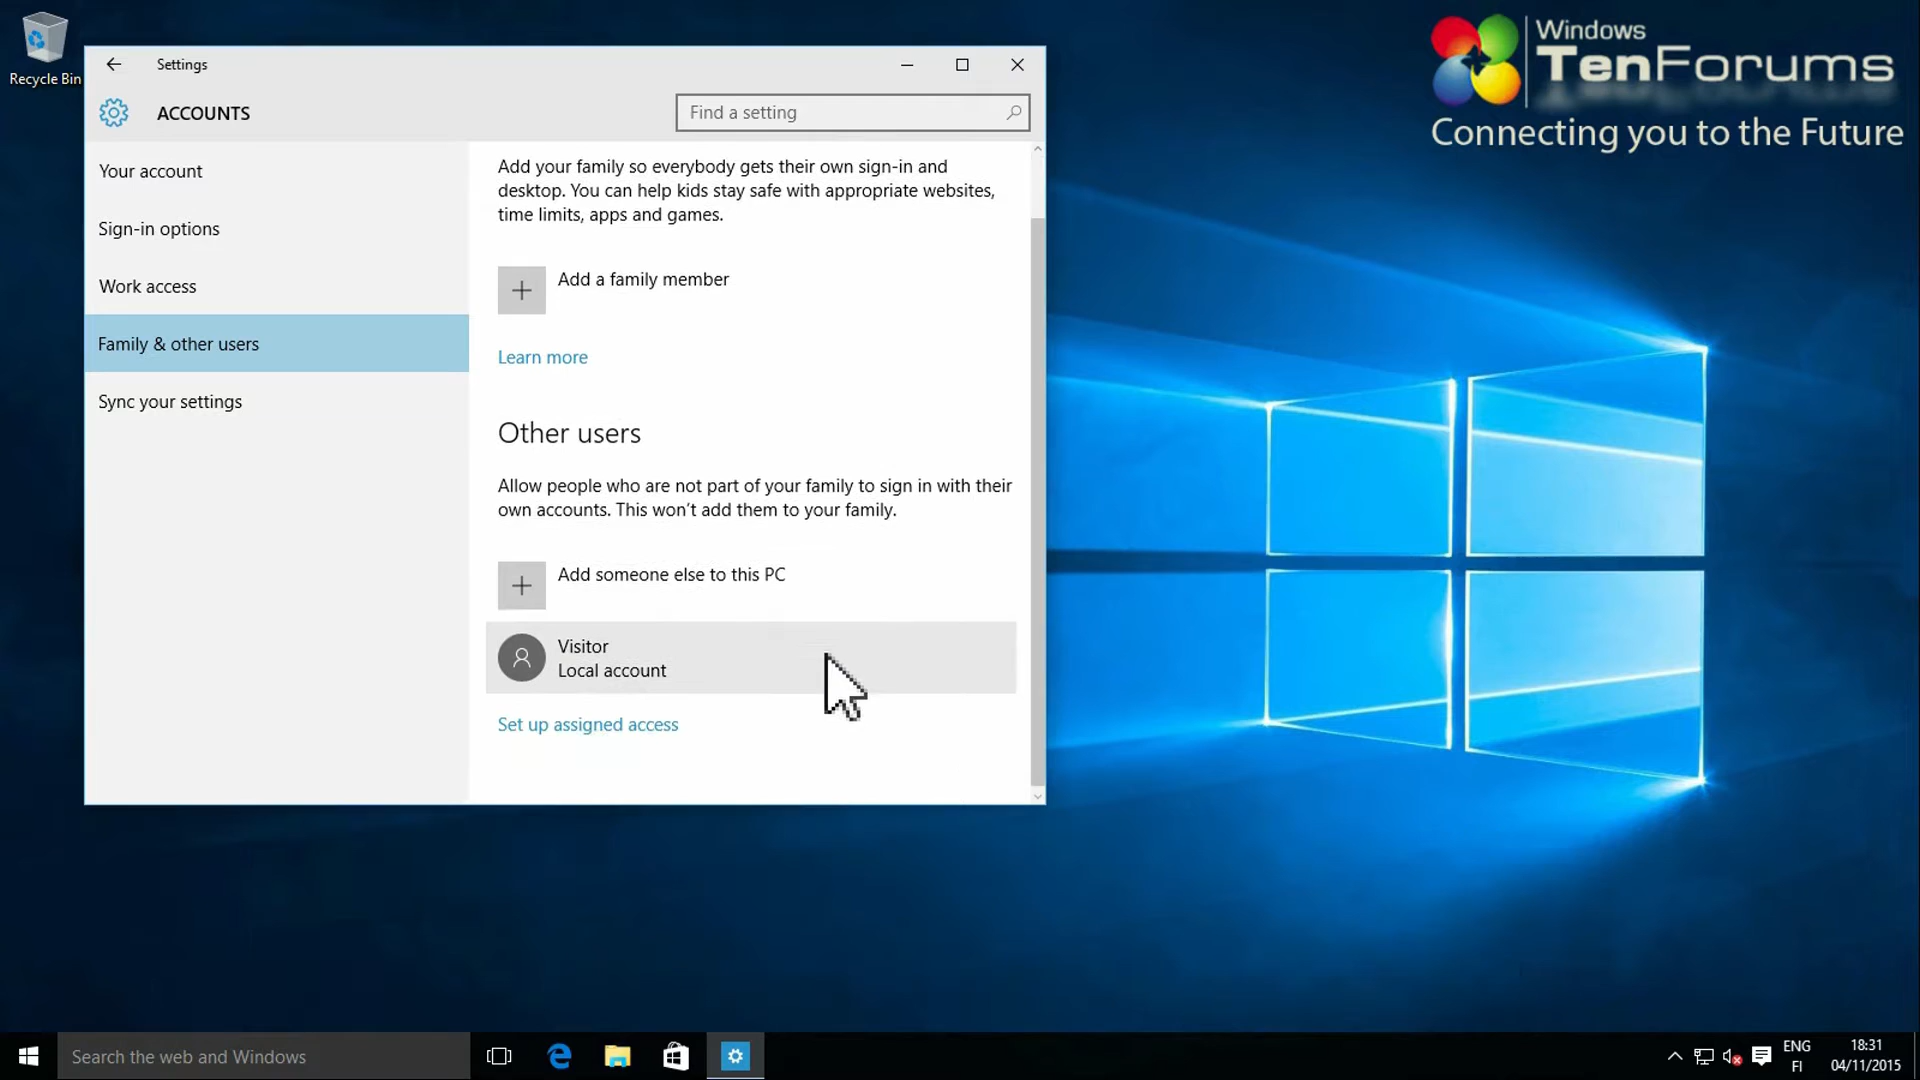 Recycle Bin
Settings
ACCOUNTS
Find a setting
Your account
Sign-in options
Work access
Family & other users
Sync your settings
Add your family so everybody gets their own sign-in and
desktop. You can help kids stay safe with appropriate websites,
time limits, apps and games.
Add a family member
Learn more
Other users
Allow people who are not part of your family to sign in with their
own accounts. This won't add them to your family.
Add someone else to this PC
Visitor
Local account
Set up assigned access
Windows
TenForums
Connecting you to the Future
Search the web and Windows
ENG
FI
18:31
04/11/2015